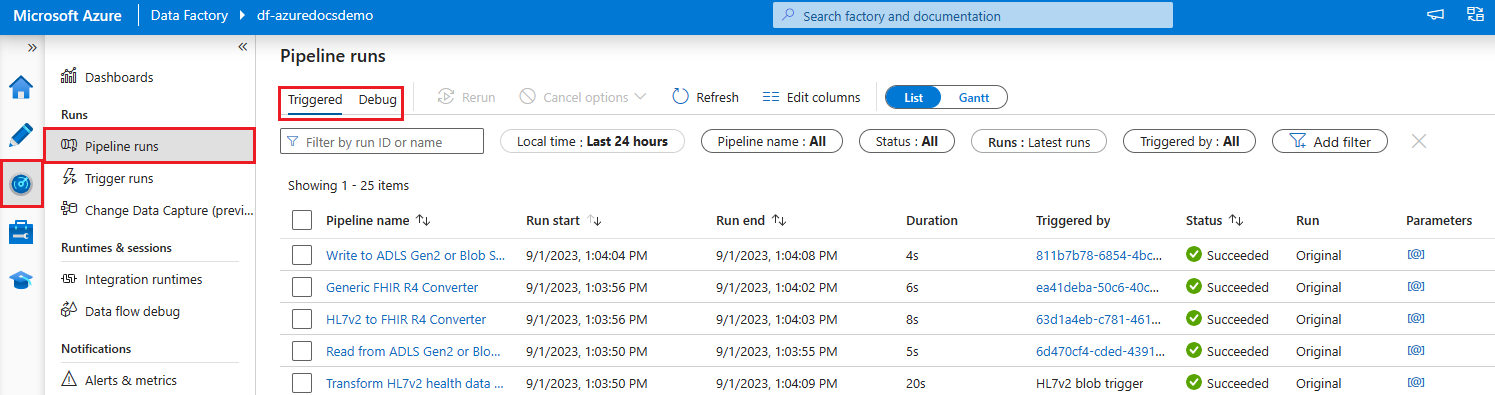 Microsoft Azure Data Factory df-azuredocsdemo Search factory and documentation
Dashboards
Runs
Pipeline runs
Trigger runs
Change Data Capture (previ...
Runtimes & sessions
Integration runtimes
Data flow debug
Notifications
Alerts & metrics
Pipeline runs
Triggered Debug Rerun Cancel options Refresh Edit columns List Gantt
Filter by run ID or name Local time : Last 24 hours Pipeline name : All Status : All Runs : Latest runs Triggered by : All Add filter
Showing 1 - 25 items
Pipeline name Run start Run end Duration Triggered by Status Run Parameters
Write to ADLS Gen2 or Blob S... 9/1/2023, 1:04:04 PM 9/1/2023, 1:04:08 PM 4s 811b7b78-6854-4bc... Succeeded Original [@]
Generic FHIR R4 Converter 9/1/2023, 1:03:56 PM 9/1/2023, 1:04:02 PM 6s ea41deba-50c6-40c... Succeeded Original [@]
HL7v2 to FHIR R4 Converter 9/1/2023, 1:03:56 PM 9/1/2023, 1:04:03 PM 8s 63d1a4eb-c781-461... Succeeded Original [@]
Read from ADLS Gen2 or Blo... 9/1/2023, 1:03:50 PM 9/1/2023, 1:03:55 PM 5s 6d470cf4-cded-4391... Succeeded Original [@]
Transform HL7v2 health data ... 9/1/2023, 1:03:50 PM 9/1/2023, 1:04:09 PM 20s HL7v2 blob trigger Succeeded Original [@]